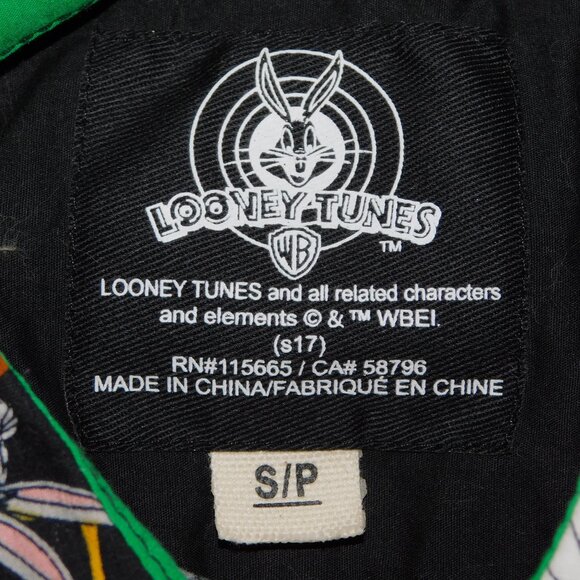 LOONEY TUNES
TM
WB
LOONEY TUNES and all related characters
and elements © & ™ WBEI.
(s17)
RN#115665 / CA# 58796
MADE IN CHINA/FABRIQUÉ EN CHINE
S/P